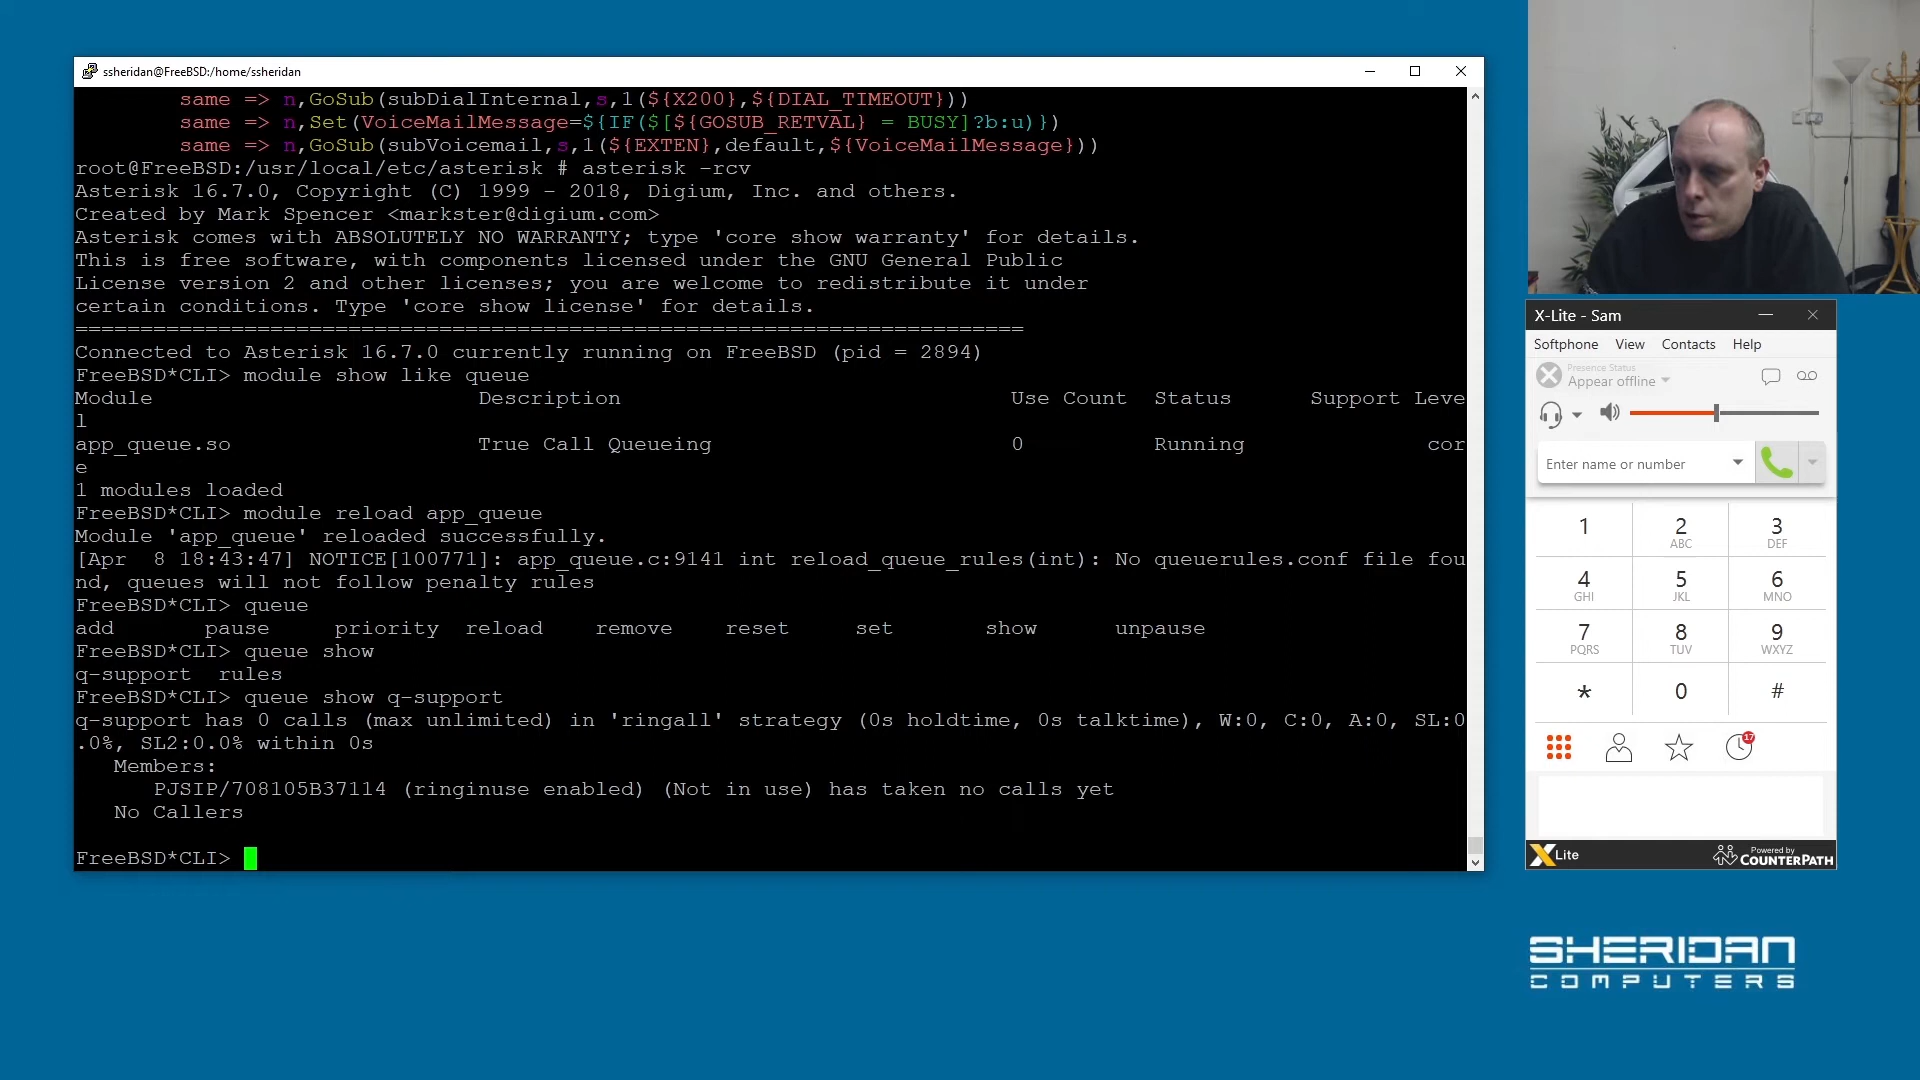 ssheridan@FreeBSD:/home/ssheridan
same => n,GoSub(subDialInternal,s,1(${X200},${DIAL_TIMEOUT}))
same => n,Set(VoiceMailMessage=${IF($[${GOSUB_RETVAL} = BUSY]?b:u)})
same => n,GoSub(subVoicemail,s,1(${EXTEN},default,${VoiceMailMessage}))
root@FreeBSD:/usr/local/etc/asterisk # asterisk -rcv
Asterisk 16.7.0, Copyright (C) 1999 - 2018, Digium, Inc. and others.
Created by Mark Spencer <markster@digium.com>
Asterisk comes with ABSOLUTELY NO WARRANTY; type 'core show warranty' for details.
This is free software, with components licensed under the GNU General Public
License version 2 and other licenses; you are welcome to redistribute it under
certain conditions. Type 'core show license' for details.
=========================================================================
Connected to Asterisk 16.7.0 currently running on FreeBSD (pid = 2894)
FreeBSD*CLI> module show like queue
Module Description Use Count Status Support Leve
l
app_queue.so True Call Queueing 0 Running cor
e
1 modules loaded
FreeBSD*CLI> module reload app_queue
Module 'app_queue' reloaded successfully.
[Apr  8 18:43:47] NOTICE[100771]: app_queue.c:9141 int reload_queue_rules(int): No queuerules.conf file fou
nd, queues will not follow penalty rules
FreeBSD*CLI> queue
add pause priority reload remove reset set show unpause
FreeBSD*CLI> queue show
q-support rules
FreeBSD*CLI> queue show q-support
q-support has 0 calls (max unlimited) in 'ringall' strategy (0s holdtime, 0s talktime), W:0, C:0, A:0, SL:0
.0%, SL2:0.0% within 0s
Members:
PJSIP/708105B37114 (ringinuse enabled) (Not in use) has taken no calls yet
No Callers
FreeBSD*CLI>
X-Lite - Sam
Softphone View Contacts Help
Presence Status
Appear offline
Enter name or number
1 2 3
ABC DEF
4 5 6
GHI JKL MNO
7 8 9
PQRS TUV WXYZ
* 0 #
17
X Lite
Powered by
COUNTERPATH
SHERIDAN
COMPUTERS